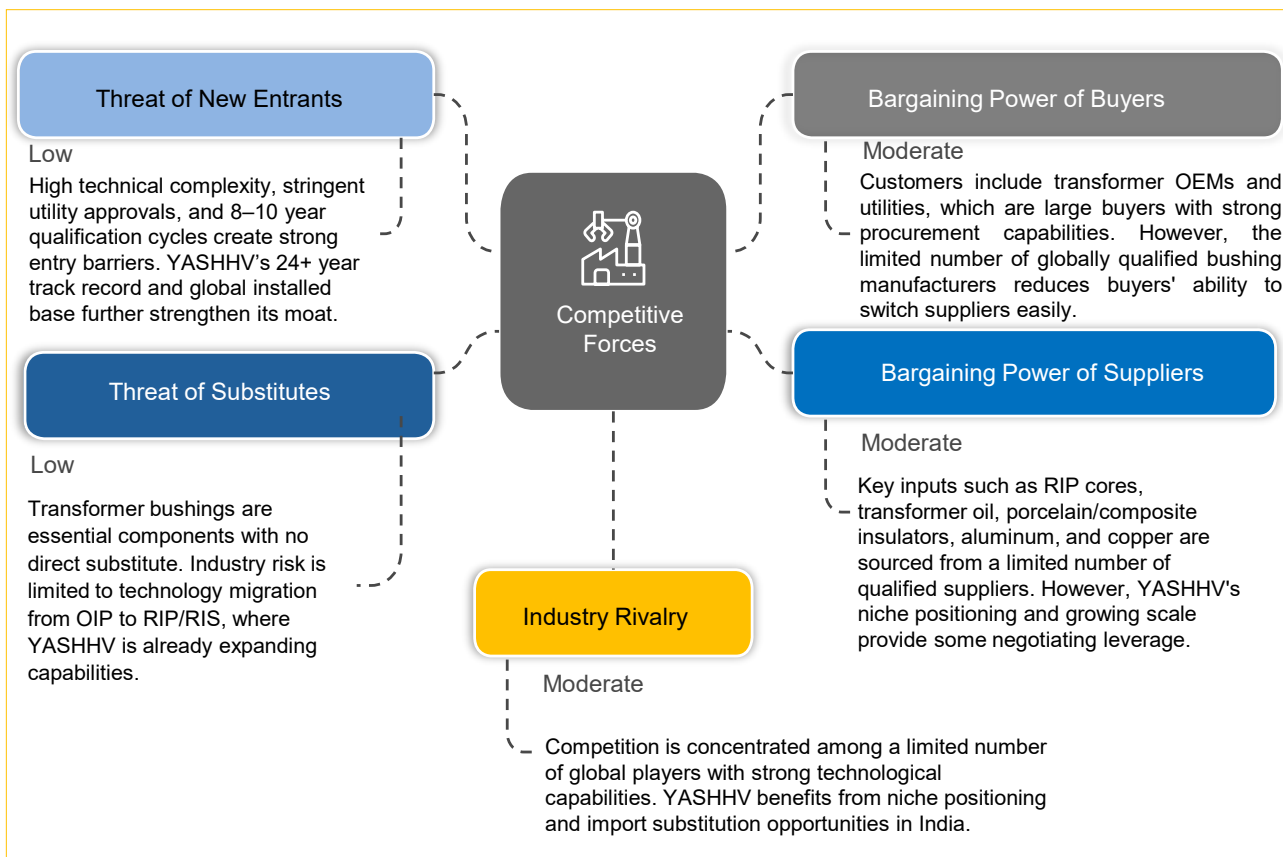 Threat of New Entrants
Low
High technical complexity, stringent
utility approvals, and 8–10 year
qualification cycles create strong
entry barriers. YASHHV’s 24+ year
track record and global installed
base further strengthen its moat.
Bargaining Power of Buyers
Moderate
Customers include transformer OEMs and
utilities, which are large buyers with strong
procurement capabilities. However, the
limited number of globally qualified bushing
manufacturers reduces buyers' ability to
switch suppliers easily.
Competitive
Forces
Threat of Substitutes
Low
Transformer bushings are
essential components with no
direct substitute. Industry risk is
limited to technology migration
from OIP to RIP/RIS, where
YASHHV is already expanding
capabilities.
Bargaining Power of Suppliers
Moderate
Key inputs such as RIP cores,
transformer oil, porcelain/composite
insulators, aluminum, and copper are
sourced from a limited number of
qualified suppliers. However, YASHHV's
niche positioning and growing scale
provide some negotiating leverage.
Industry Rivalry
Moderate
Competition is concentrated among a limited number
of global players with strong technological
capabilities. YASHHV benefits from niche positioning
and import substitution opportunities in India.